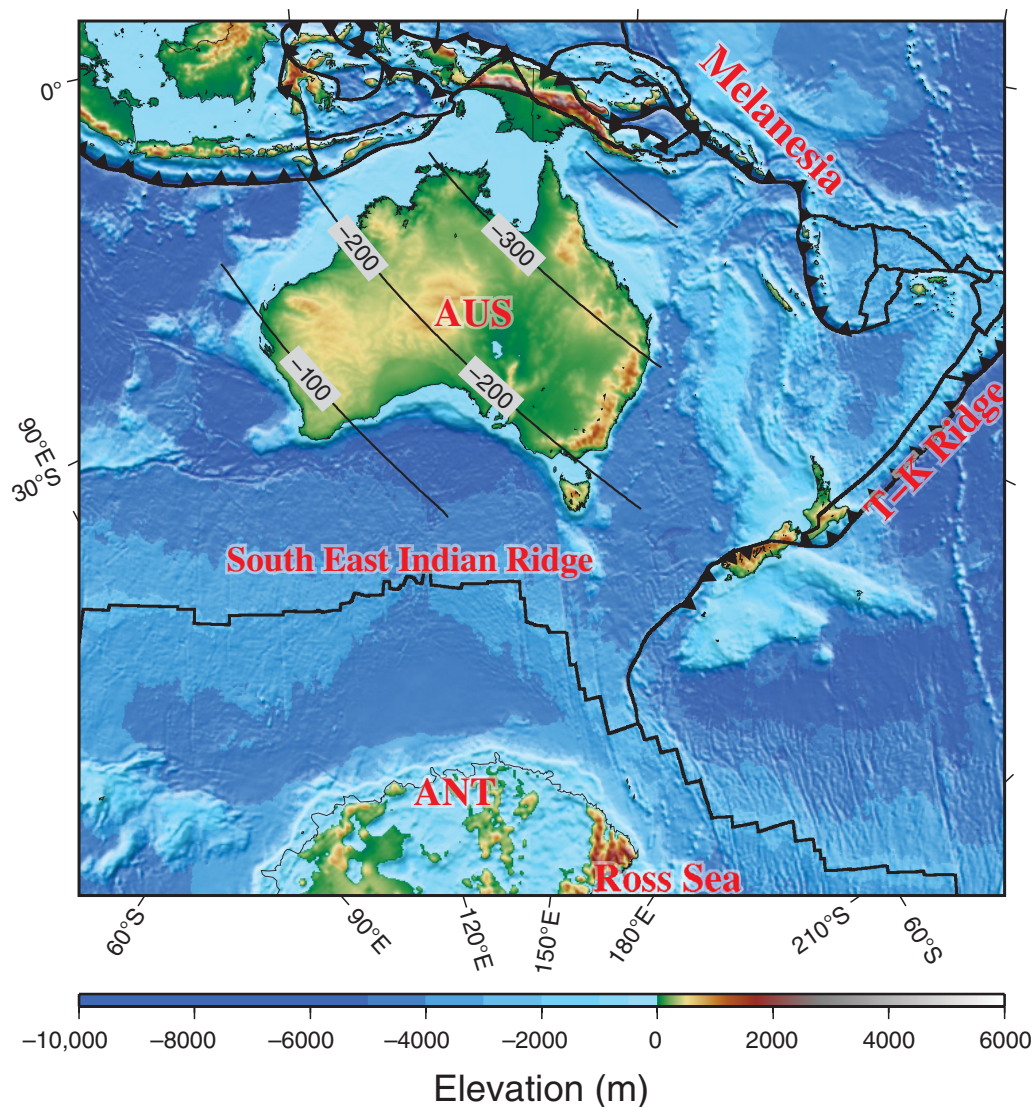 0°
Melanesia
−200
−300
AUS
−100
−200
90°E
30°S
T−K Ridge
South East Indian Ridge
ANT
Ross Sea
60°S
90°E
120°E
150°E
180°E
210°S
60°S
−10,000
−8000
−6000
−4000
−2000
0
2000
4000
6000
Elevation (m)